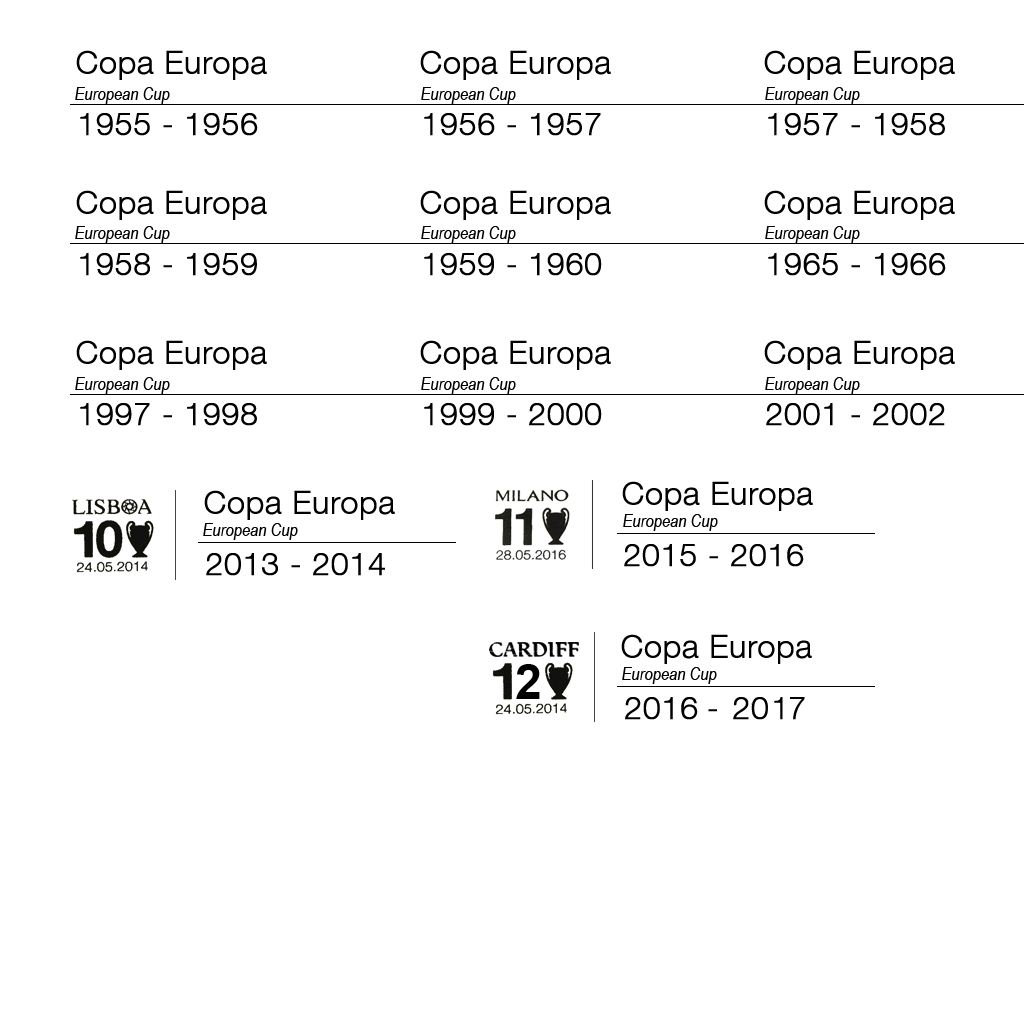 Copa Europa
European Cup
1955 - 1956
Copa Europa
European Cup
1956 - 1957
Copa Europa
European Cup
1957 - 1958
Copa Europa
European Cup
1958 - 1959
Copa Europa
European Cup
1959 - 1960
Copa Europa
European Cup
1965 - 1966
Copa Europa
European Cup
1997 - 1998
Copa Europa
European Cup
1999 - 2000
Copa Europa
European Cup
2001 - 2002
LISBOA
10
24.05.2014
Copa Europa
European Cup
2013 - 2014
MILANO
11
28.05.2016
Copa Europa
European Cup
2015 - 2016
CARDIFF
12
24.05.2014
Copa Europa
European Cup
2016 - 2017